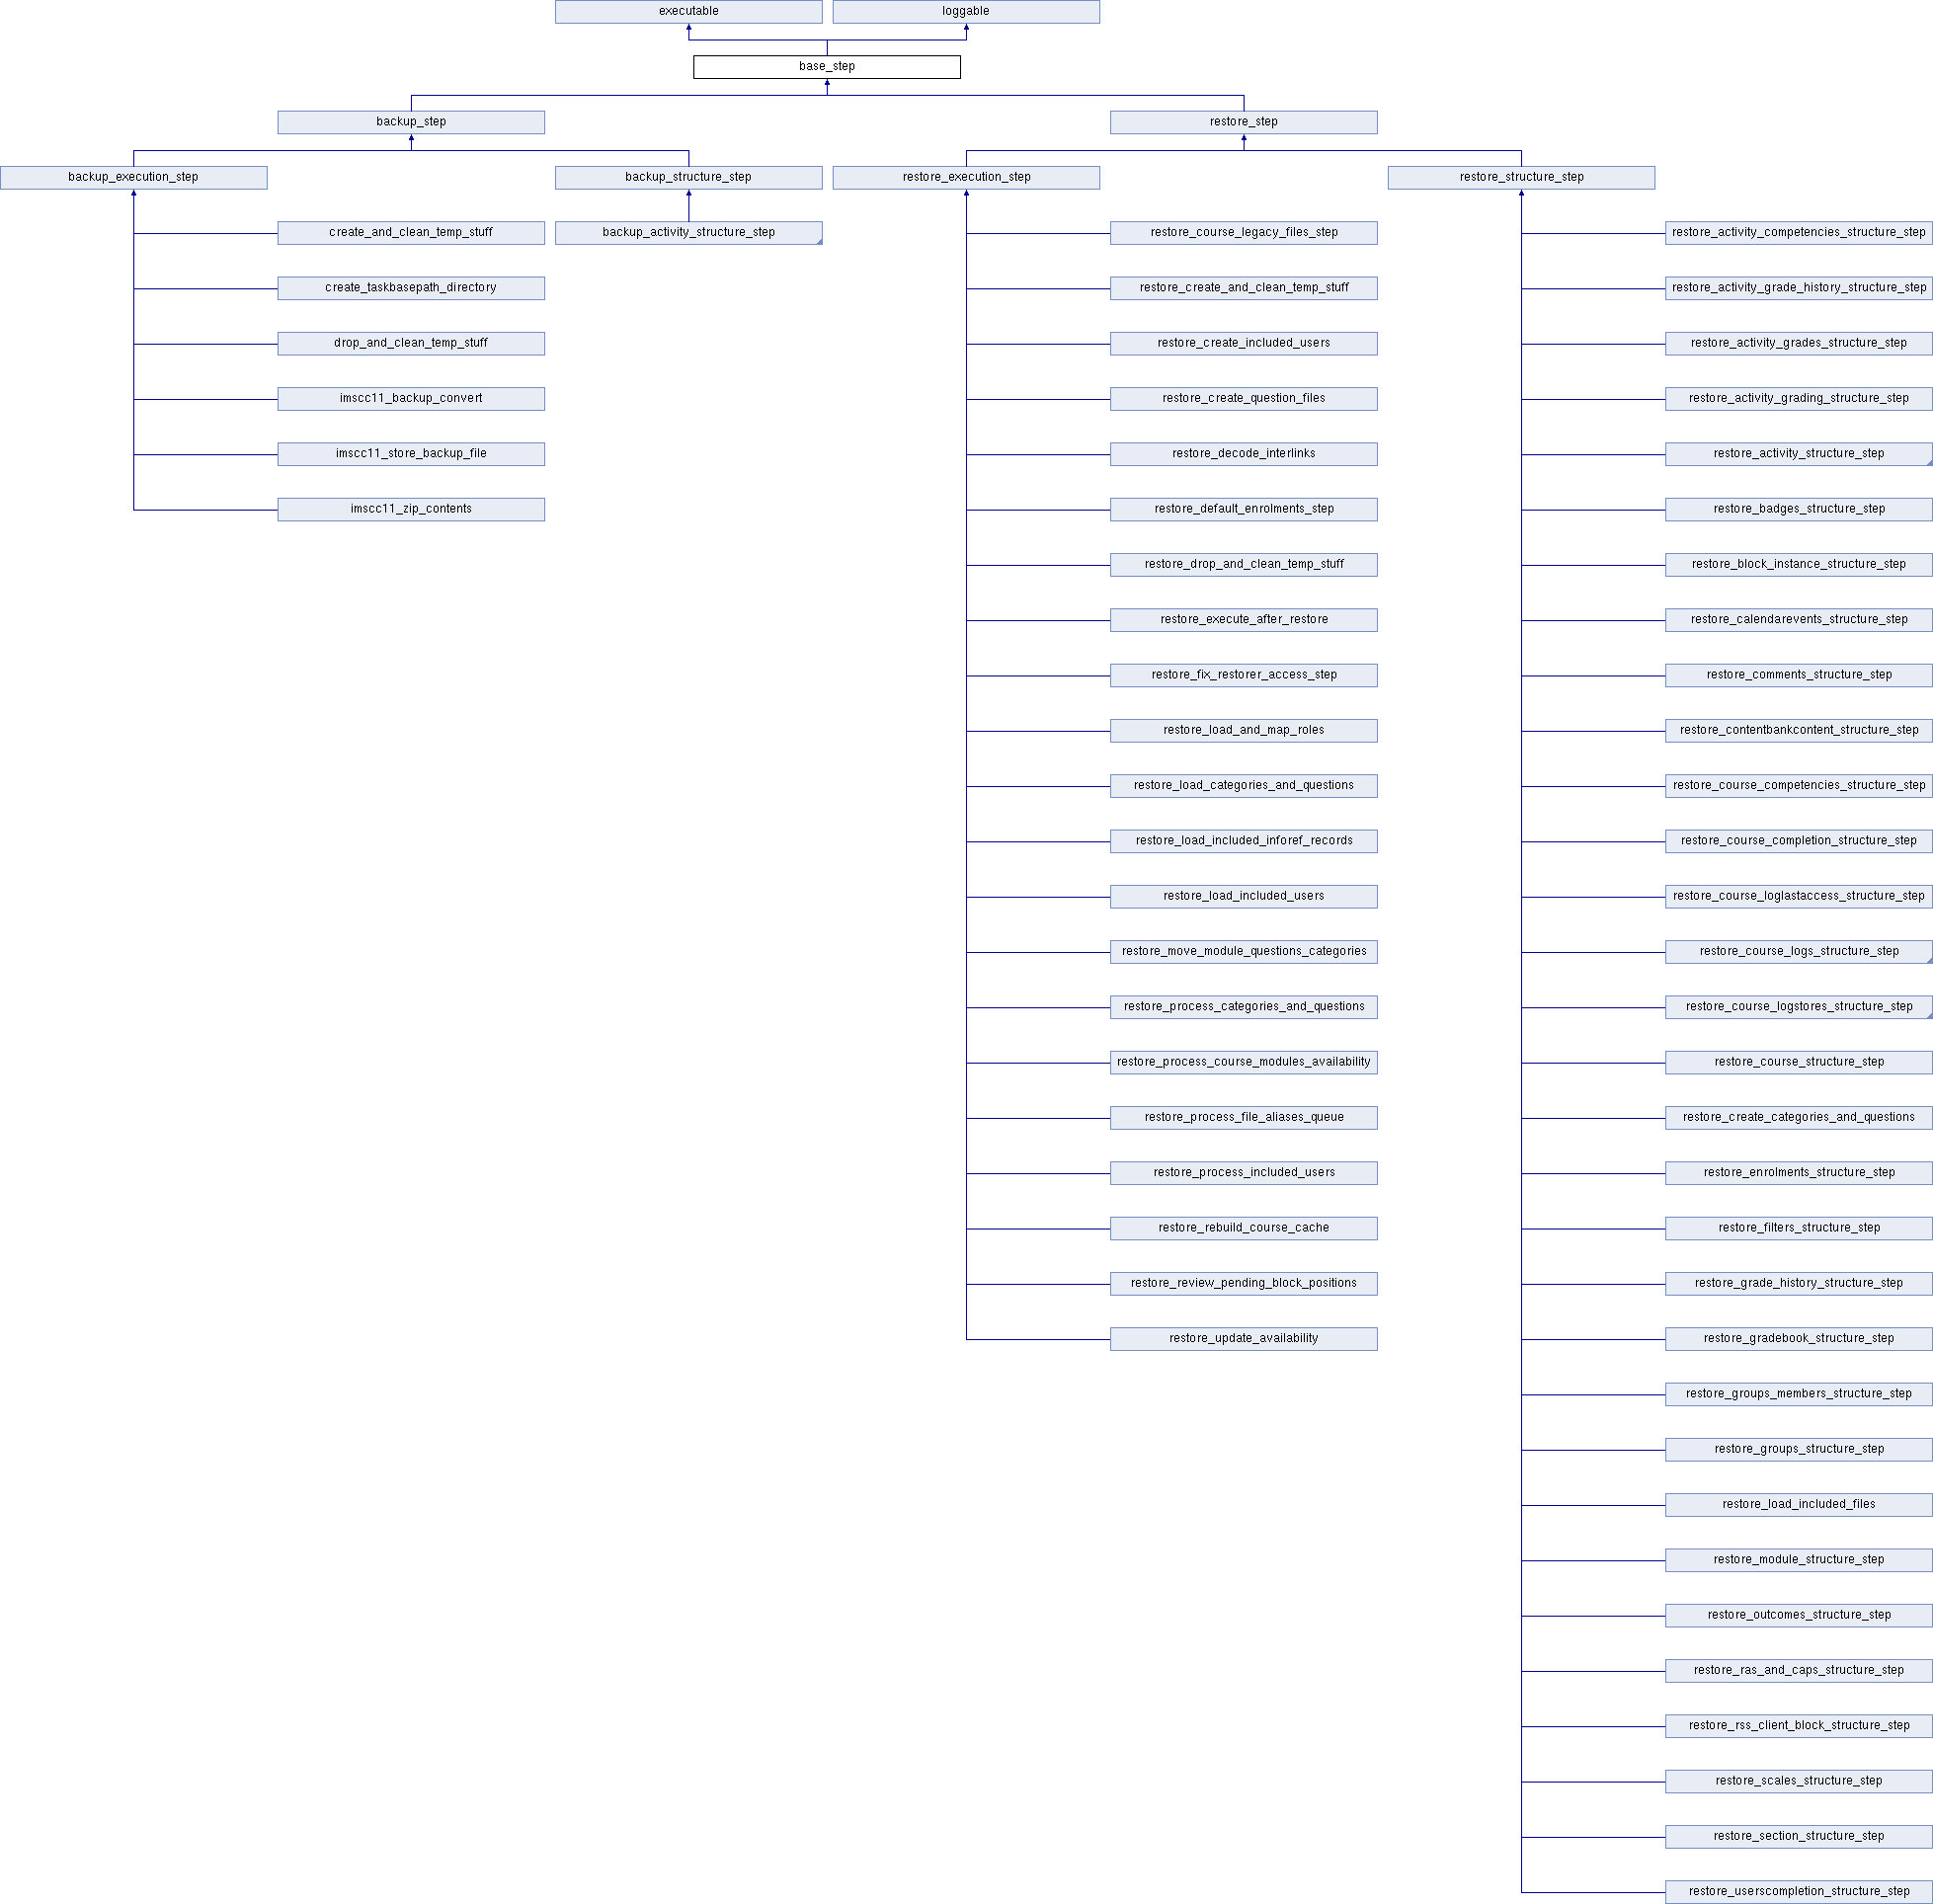 executable
loggable
base_step
backup_step
restore_step
backup_execution_step
backup_structure_step
restore_execution_step
restore_structure_step
create_and_clean_temp_stuff
backup_activity_structure_step
restore_course_legacy_files_step
restore_activity_competencies_structure_step
create_taskbasepath_directory
restore_create_and_clean_temp_stuff
restore_activity_grade_history_structure_step
drop_and_clean_temp_stuff
restore_create_included_users
restore_activity_grades_structure_step
imscc11_backup_convert
restore_create_question_files
restore_activity_grading_structure_step
imscc11_store_backup_file
restore_decode_interlinks
restore_activity_structure_step
imscc11_zip_contents
restore_default_enrolments_step
restore_badges_structure_step
restore_drop_and_clean_temp_stuff
restore_block_instance_structure_step
restore_execute_after_restore
restore_calendarevents_structure_step
restore_fix_restorer_access_step
restore_comments_structure_step
restore_load_and_map_roles
restore_contentbankcontent_structure_step
restore_load_categories_and_questions
restore_course_competencies_structure_step
restore_load_included_inforef_records
restore_course_completion_structure_step
restore_load_included_users
restore_course_loglastaccess_structure_step
restore_move_module_questions_categories
restore_course_logs_structure_step
restore_process_categories_and_questions
restore_course_logstores_structure_step
restore_process_course_modules_availability
restore_course_structure_step
restore_process_file_aliases_queue
restore_create_categories_and_questions
restore_process_included_users
restore_enrolments_structure_step
restore_rebuild_course_cache
restore_filters_structure_step
restore_review_pending_block_positions
restore_grade_history_structure_step
restore_update_availability
restore_gradebook_structure_step
restore_groups_members_structure_step
restore_groups_structure_step
restore_load_included_files
restore_module_structure_step
restore_outcomes_structure_step
restore_ras_and_caps_structure_step
restore_rss_client_block_structure_step
restore_scales_structure_step
restore_section_structure_step
restore_userscompletion_structure_step